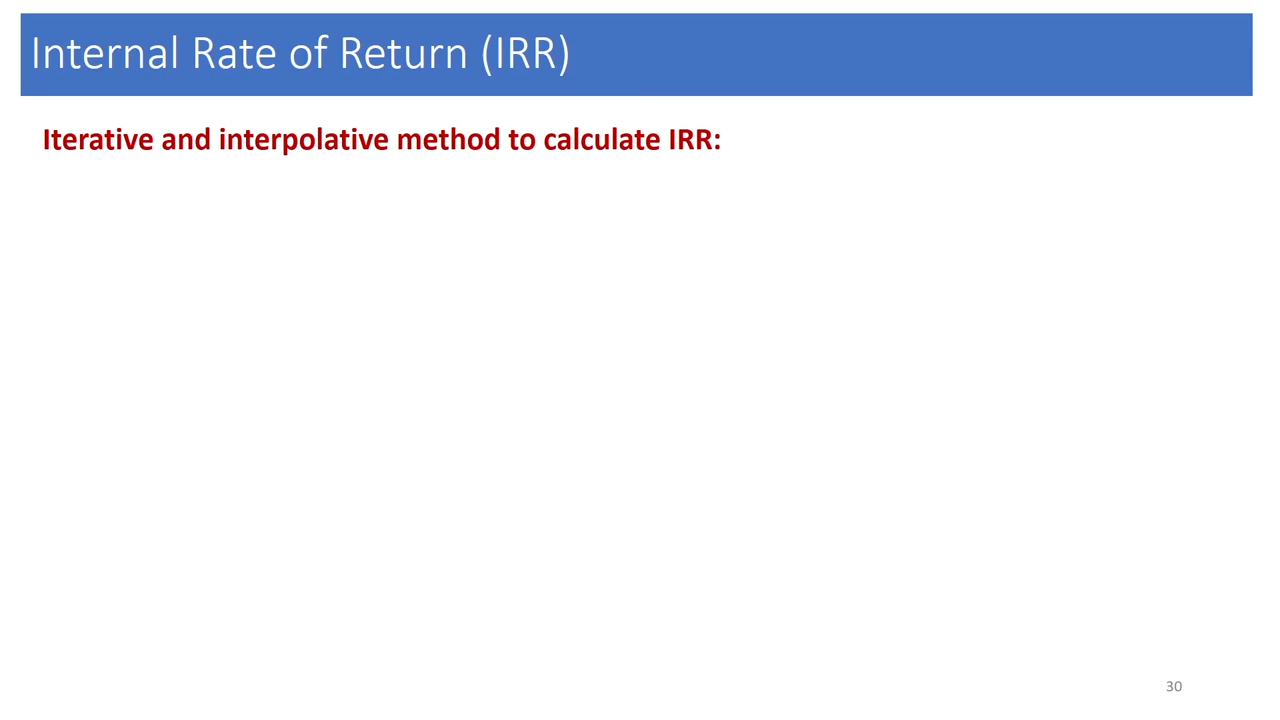 Internal Rate of Return (IRR)
Iterative and interpolative method to calculate IRR:
30